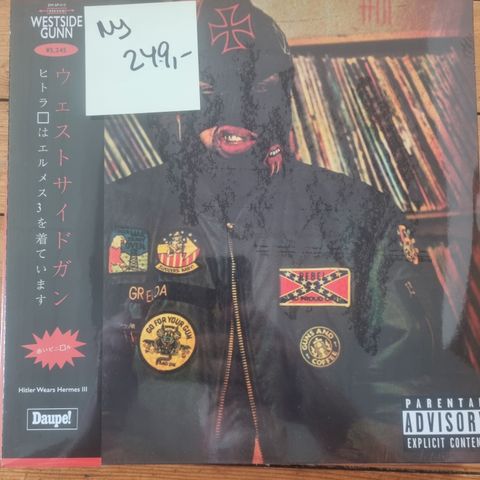 WESTSIDE
GUNN
¥3,245
ウェストサイドガン
ヒトラ□はエルメス3を着ています
Hitler Wears Hermes III
Daupe!
Ny
249,-
REBEL
GO FOR YOUR GUN
GUNS AND
COFFEE
PARENTAL
ADVISORY
EXPLICIT CONTENT